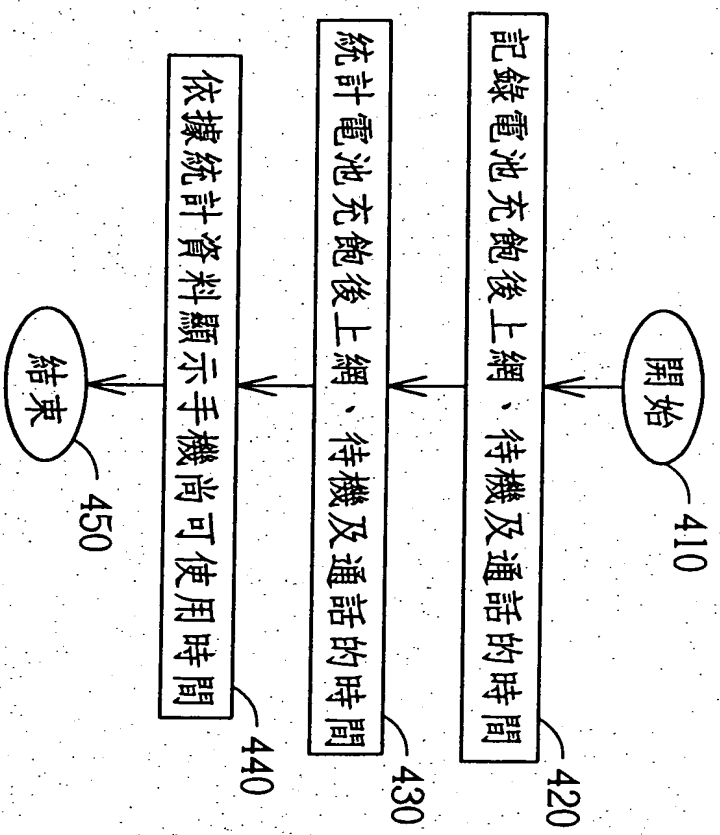 開始
410
記錄電池充飽後上網、待機及通話的時間
420
統計電池充飽後上網、待機及通話的時間
430
依據統計資料顯示手機尚可使用時間
440
結束
450